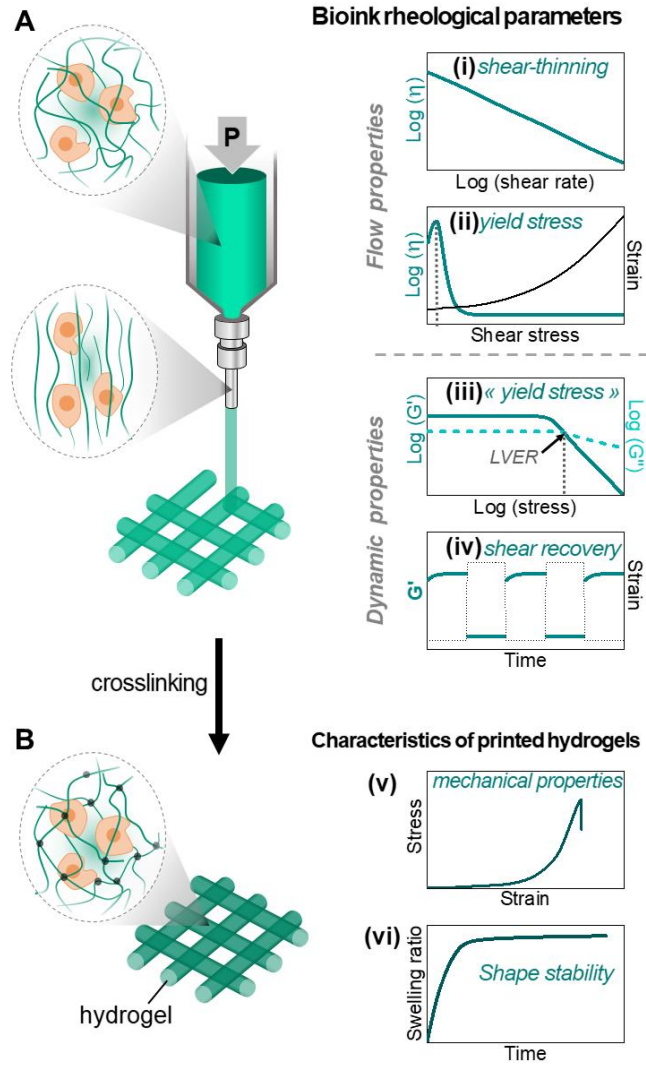 A
Bioink rheological parameters
P
Flow properties
(i) shear-thinning
Log (η)
Log (shear rate)
(ii) yield stress
Log (η)
Strain
Shear stress
Dynamic properties
(iii) « yield stress »
Log (G')
Log (G")
LVER
Log (stress)
(iv) shear recovery
G'
Strain
Time
crosslinking
B
Characteristics of printed hydrogels
(v) mechanical properties
Stress
Strain
(vi)
Swelling ratio
Shape stability
Time
hydrogel